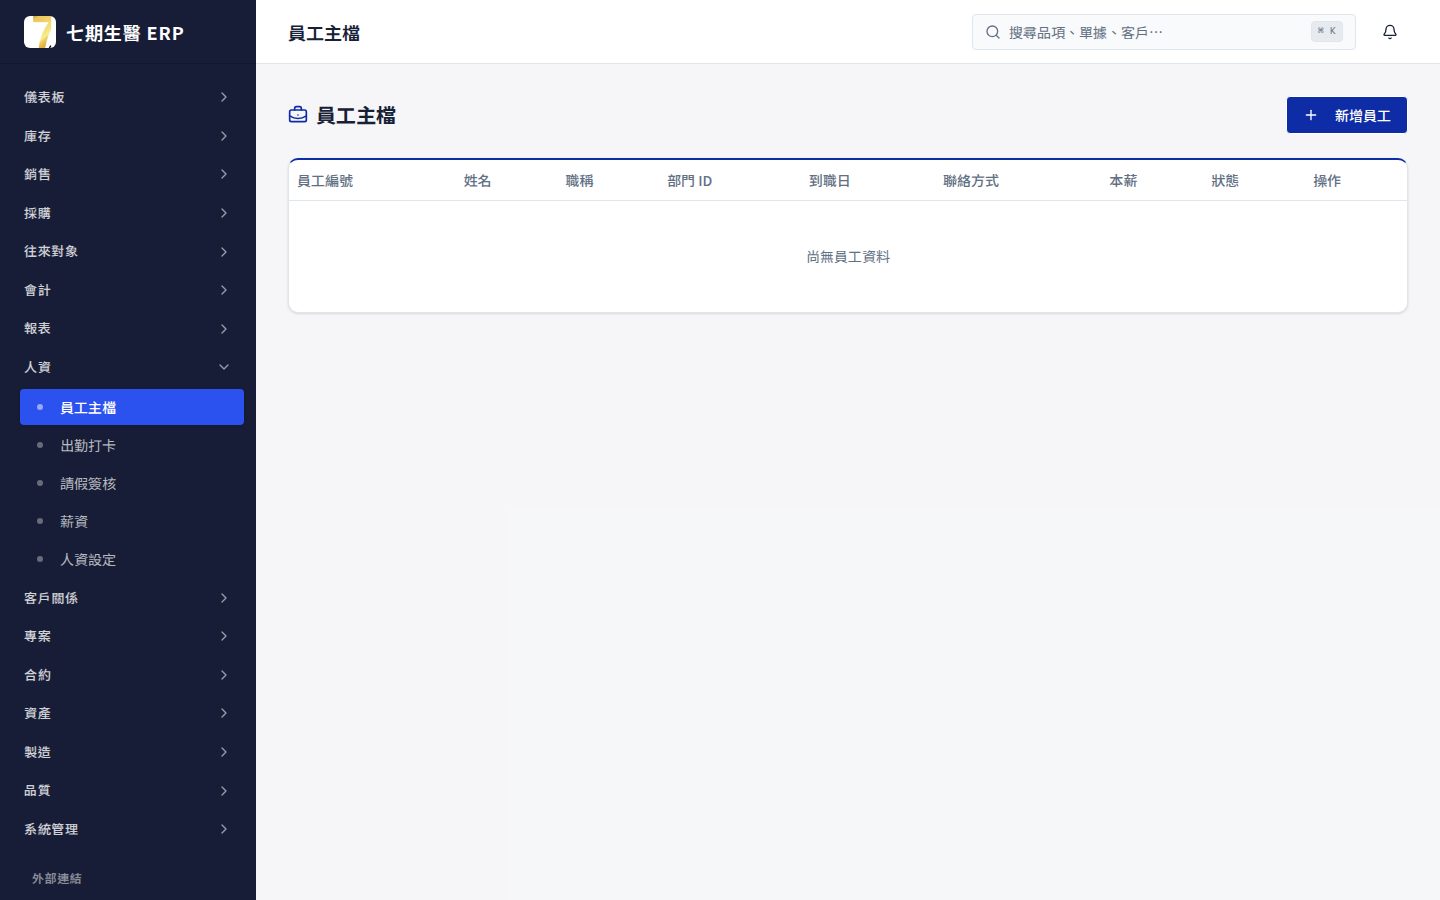 七期生醫 ERP
員工主檔
搜尋品項、單據、客戶…
⌘ K
儀表板
庫存
銷售
採購
往來對象
會計
報表
人資
員工主檔
出勤打卡
請假簽核
薪資
人資設定
客戶關係
專案
合約
資產
製造
品質
系統管理
外部連結
員工主檔
新增員工
員工編號 姓名 職稱 部門 ID 到職日 聯絡方式 本薪 狀態 操作
尚無員工資料